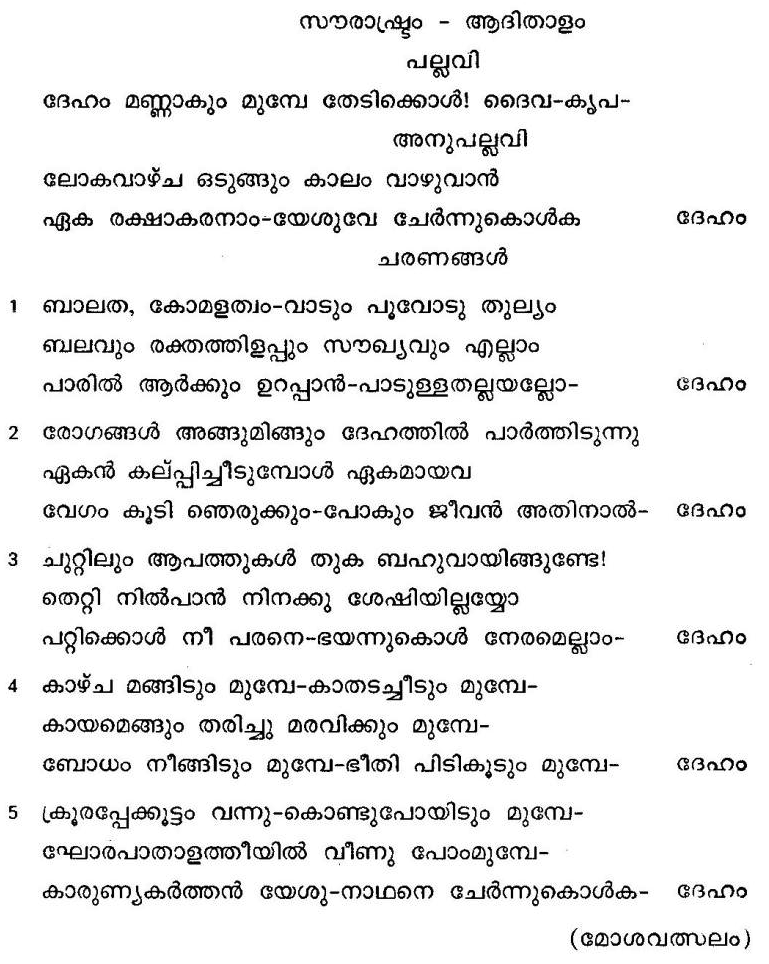 സൗരാഷ്ട്രം – ആദിതാളം
പല്ലവി
ദേഹം മണ്ണാകും മുമ്പേ തേടിക്കൊൾ! ദൈവ-കൃപ-
അനുപല്ലവി
ലോകവാഴ്ച ഒടുങ്ങും കാലം വാഴുവാൻ
ഏക രക്ഷാകരനാം-യേശുവേ ചേർന്നുകൊൾക ദേഹം
ചരണങ്ങൾ
1 ബാലത, കോമളത്വം-വാടും പൂവോടു തുല്യം
ബലവും രക്തത്തിളപ്പും സൗഖ്യവും എല്ലാം
പാരിൽ ആർക്കും ഉറപ്പാൻ-പാടുള്ളതല്ലയല്ലോ- ദേഹം
2 രോഗങ്ങൾ അങ്ങുമിങ്ങും ദേഹത്തിൽ പാർത്തിടുന്നു
ഏകൻ കല്പിച്ചീടുമ്പോൾ ഏകമായവ
വേഗം കൂടി ഞെരുക്കും-പോകും ജീവൻ അതിനാൽ- ദേഹം
3 ചുറ്റിലും ആപത്തുകൾ തുക ബഹുവായിങ്ങുണ്ടേ!
തെറ്റി നിൽപാൻ നിനക്കു ശേഷിയില്ലയ്യോ
പറ്റിക്കൊൾ നീ പരനെ-ഭയന്നുകൊൾ നേരമെല്ലാം- ദേഹം
4 കാഴ്ച മങ്ങിടും മുമ്പേ-കാതടച്ചീടും മുമ്പേ-
കായമെങ്ങും തരിച്ചു മരവിക്കും മുമ്പേ-
ബോധം നീങ്ങിടും മുമ്പേ-ഭീതി പിടികൂടും മുമ്പേ- ദേഹം
5 ക്രൂരപ്പേക്കൂട്ടം വന്നു-കൊണ്ടുപോയിടും മുമ്പേ-
ഘോരപാതാളത്തീയിൽ വീണു പോംമുമ്പേ-
കാരുണ്യകർത്തൻ യേശു-നാഥനെ ചേർന്നുകൊൾക- ദേഹം
(മോശവത്സലം)